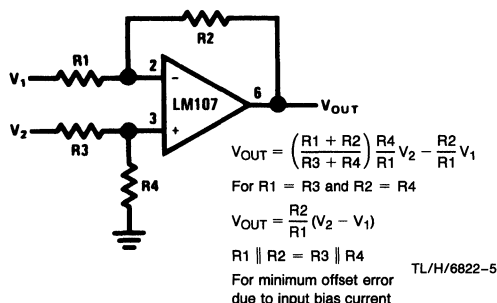 R2
R1
V1
2
−
6
LM107
VOUT
V2
3
+
R3
R4
VOUT = ((R1 + R2)/(R3 + R4)) R4/R1 V2 − R2/R1 V1
For R1 = R3 and R2 = R4
VOUT = R2/R1 (V2 − V1)
R1 ∥ R2 = R3 ∥ R4
TL/H/6822–5
For minimum offset error
due to input bias current